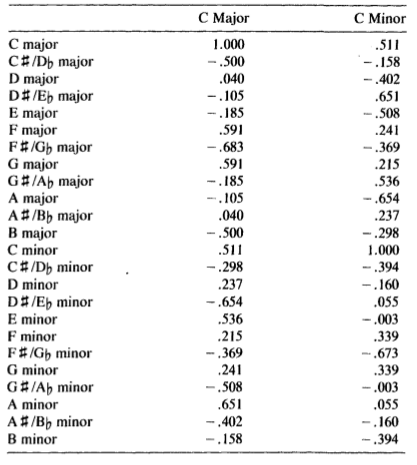 C Major C Minor
C major 1.000 .511
C♯/D♭ major −.500 −.158
D major .040 −.402
D♯/E♭ major −.105 .651
E major −.185 −.508
F major .591 .241
F♯/G♭ major −.683 −.369
G major .591 .215
G♯/A♭ major −.185 .536
A major −.105 −.654
A♯/B♭ major .040 .237
B major −.500 −.298
C minor .511 1.000
C♯/D♭ minor −.298 −.394
D minor .237 −.160
D♯/E♭ minor −.654 .055
E minor .536 −.003
F minor .215 .339
F♯/G♭ minor −.369 −.673
G minor .241 .339
G♯/A♭ minor −.508 −.003
A minor .651 .055
A♯/B♭ minor −.402 −.160
B minor −.158 −.394